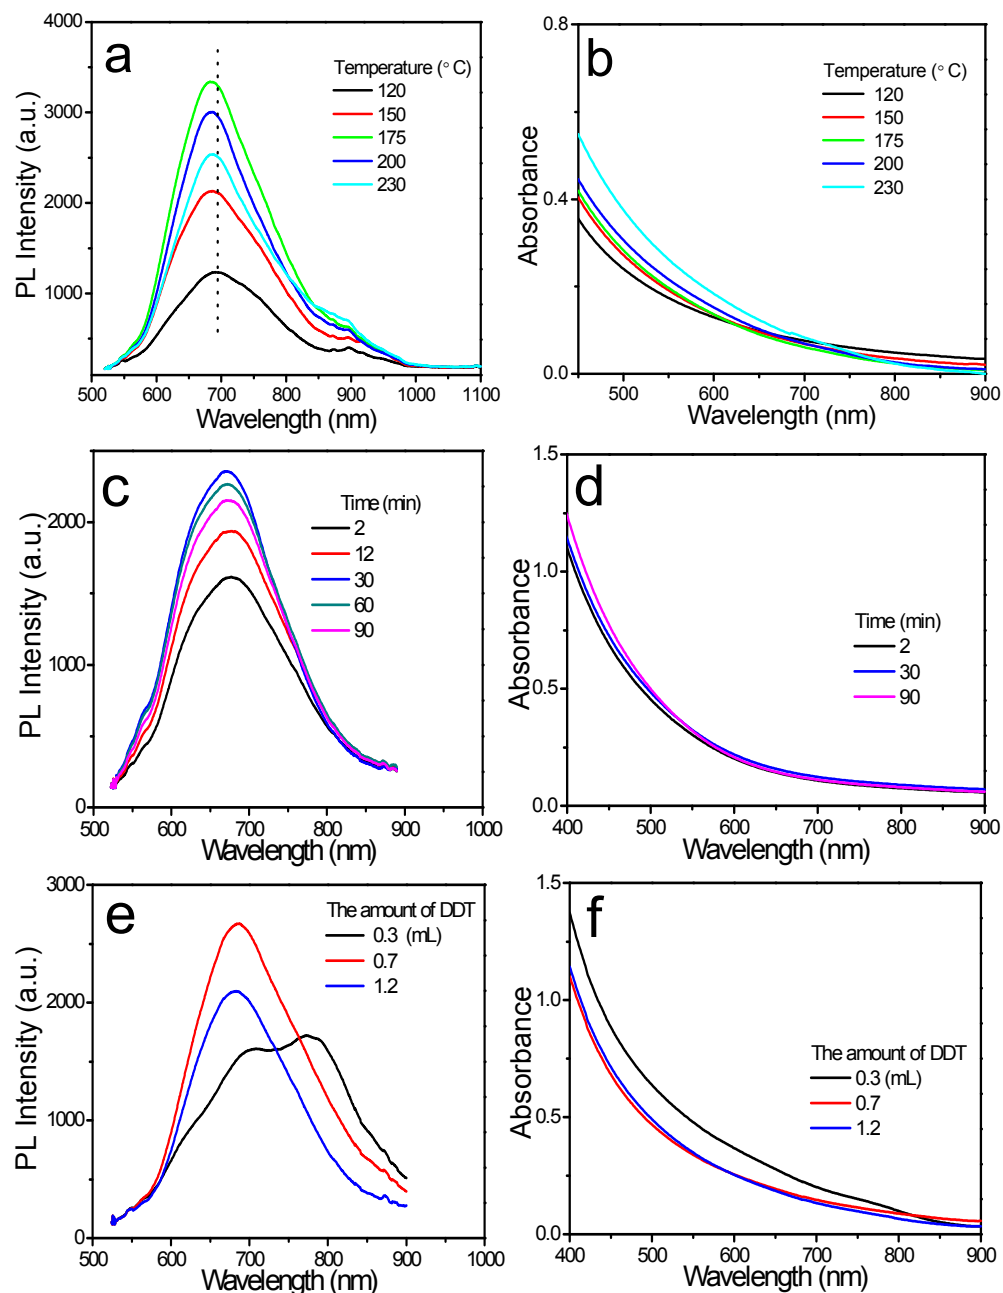 a
PL Intensity (a.u.)
4000
3000
2000
1000
500 600 700 800 900 1000 1100
Wavelength (nm)
Temperature (° C)
120
150
175
200
230
b
Absorbance
0.8
0.4
0.0
500 600 700 800 900
Wavelength (nm)
Temperature (° C)
120
150
175
200
230
c
PL Intensity (a.u.)
2000
1000
0
500 600 700 800 900 1000
Wavelength (nm)
Time (min)
2
12
30
60
90
d
Absorbance
1.5
1.0
0.5
0.0
400 500 600 700 800 900
Wavelength (nm)
Time (min)
2
30
90
e
PL Intensity (a.u.)
3000
2000
1000
0
500 600 700 800 900 1000
Wavelength (nm)
The amount of DDT
0.3 (mL)
0.7
1.2
f
Absorbance
1.5
1.0
0.5
0.0
400 500 600 700 800 900
Wavelength (nm)
The amount of DDT
0.3 (mL)
0.7
1.2